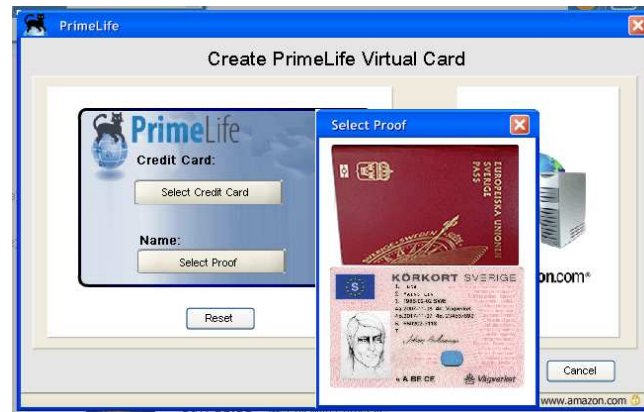 PrimeLife
Create PrimeLife Virtual Card
PrimeLife
Credit Card:
Select Credit Card
Name:
Select Proof
Reset
Select Proof
EUROPEISKA UNIONEN
SVERIGE
PASS
S
KÖRKORT SVERIGE
A BE CE
Vägverket
on.com®
Cancel
www.amazon.com